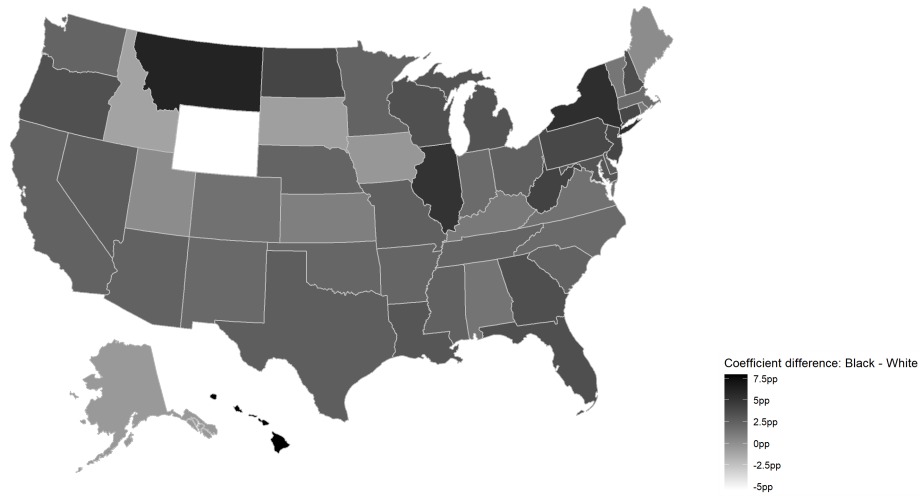 Coefficient difference: Black - White
7.5pp
5pp
2.5pp
0pp
-2.5pp
-5pp